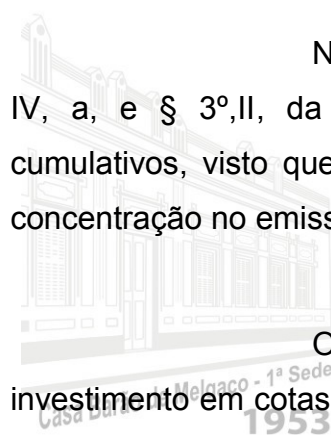 N
IV, a, e § 3º,II, da
cumulativos, visto que
concentração no emiss
investimento em cotas
Casa Barão de Melgaço - 1ª Sede
1953